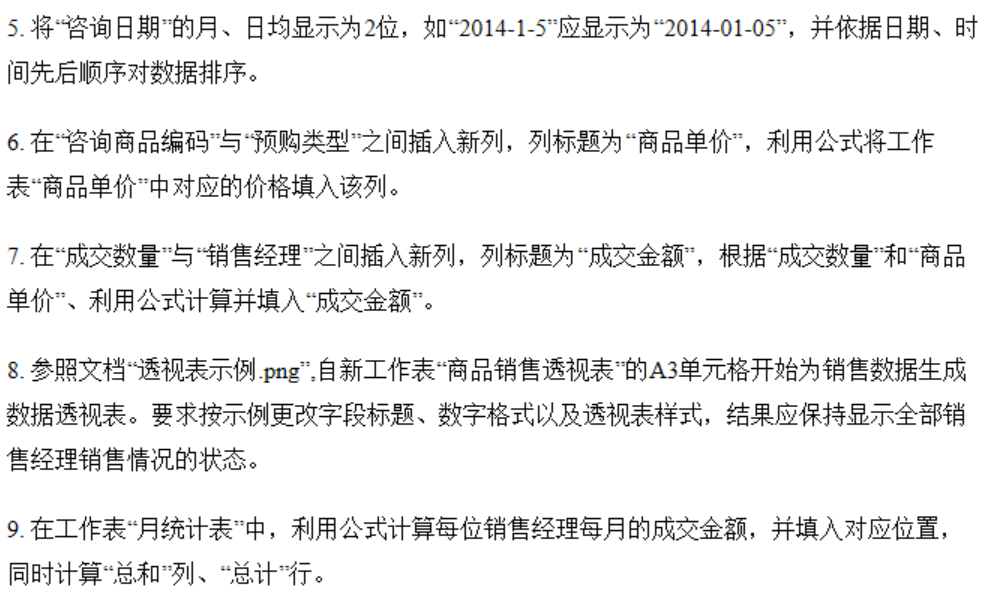 5. 将“咨询日期”的月、日均显示为2位，如“2014-1-5”应显示为“2014-01-05”，并依据日期、时
间先后顺序对数据排序。
6. 在“咨询商品编码”与“预购类型”之间插入新列，列标题为“商品单价”，利用公式将工作
表“商品单价”中对应的价格填入该列。
7. 在“成交数量”与“销售经理”之间插入新列，列标题为“成交金额”，根据“成交数量”和“商品
单价”、利用公式计算并填入“成交金额”。
8. 参照文档“透视表示例.png”,自新工作表“商品销售透视表”的A3单元格开始为销售数据生成
数据透视表。要求按示例更改字段标题、数字格式以及透视表样式，结果应保持显示全部销
售经理销售情况的状态。
9. 在工作表“月统计表”中，利用公式计算每位销售经理每月的成交金额，并填入对应位置，
同时计算“总和”列、“总计”行。